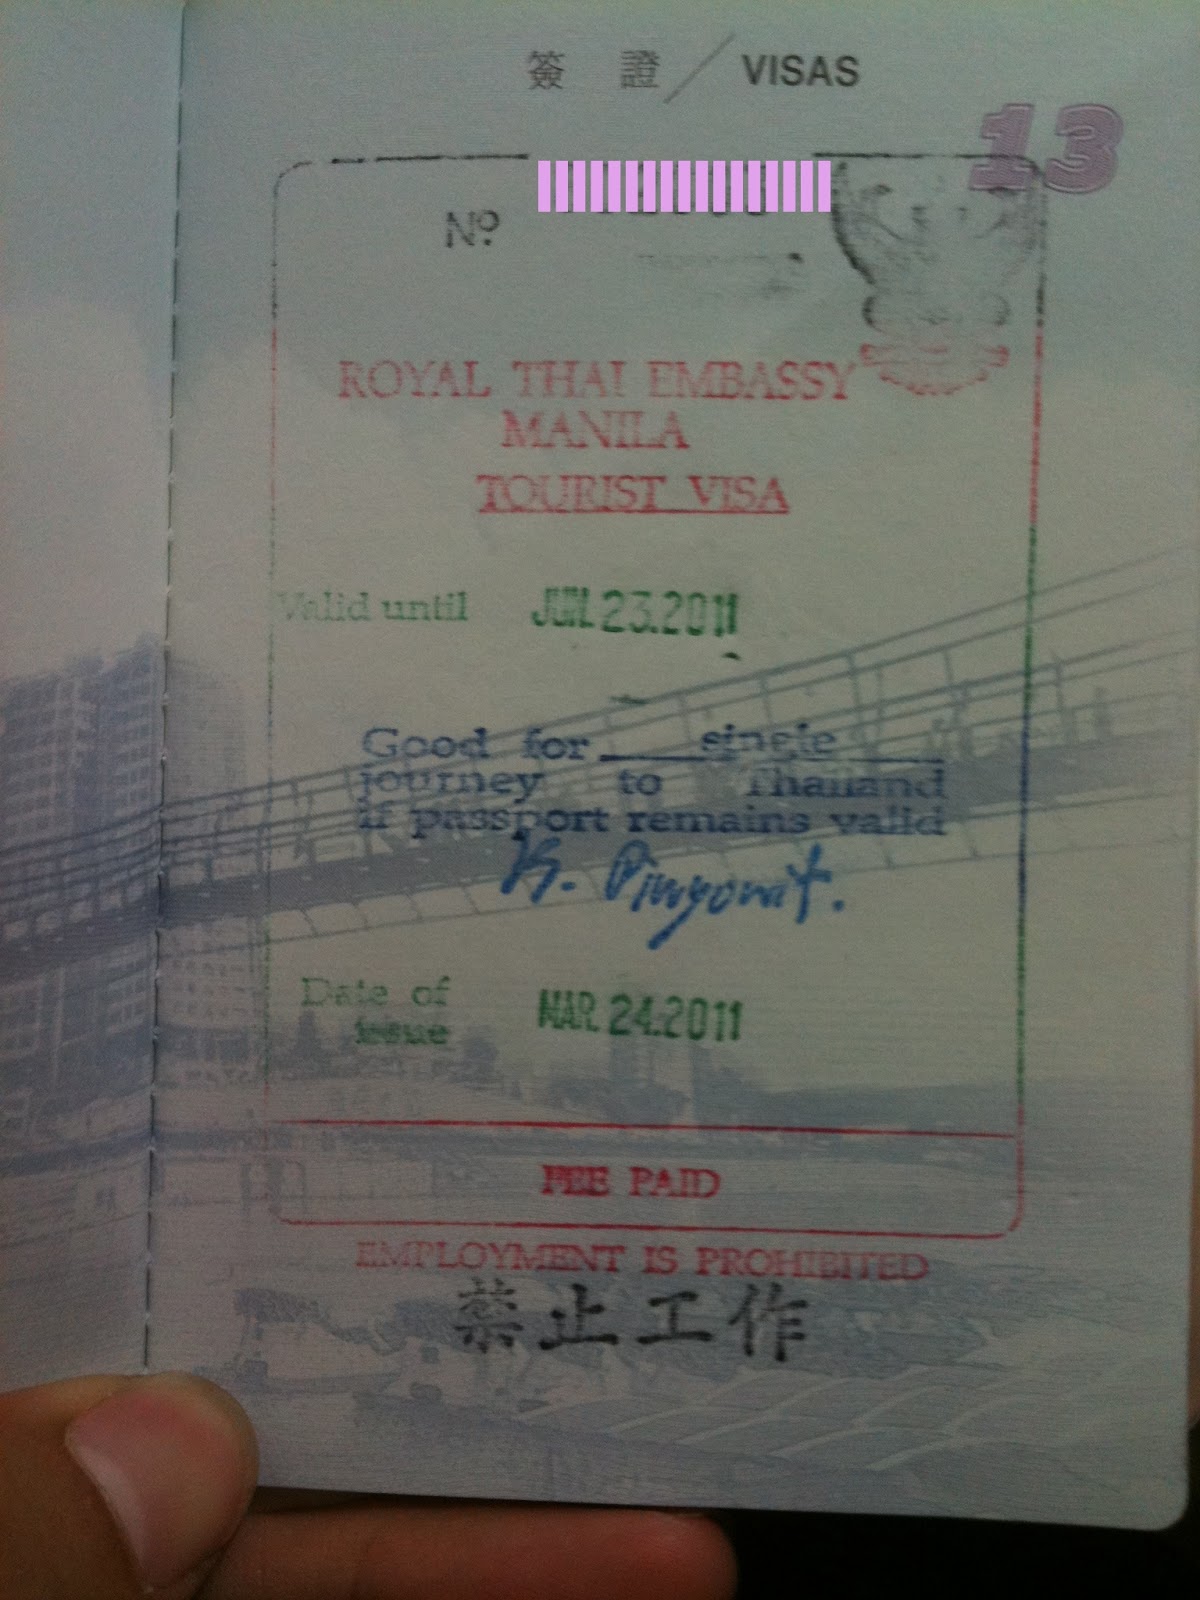 簽 證 / VISAS
13
Nº
ROYAL THAI EMBASSY
MANILA
TOURIST VISA
Valid until JUN.23.2011
Good for single
journey to Thailand
if passport remains valid
K. Pinyonit.
Date of
issue MAR.24.2011
FEE PAID
EMPLOYMENT IS PROHIBITED
禁止工作